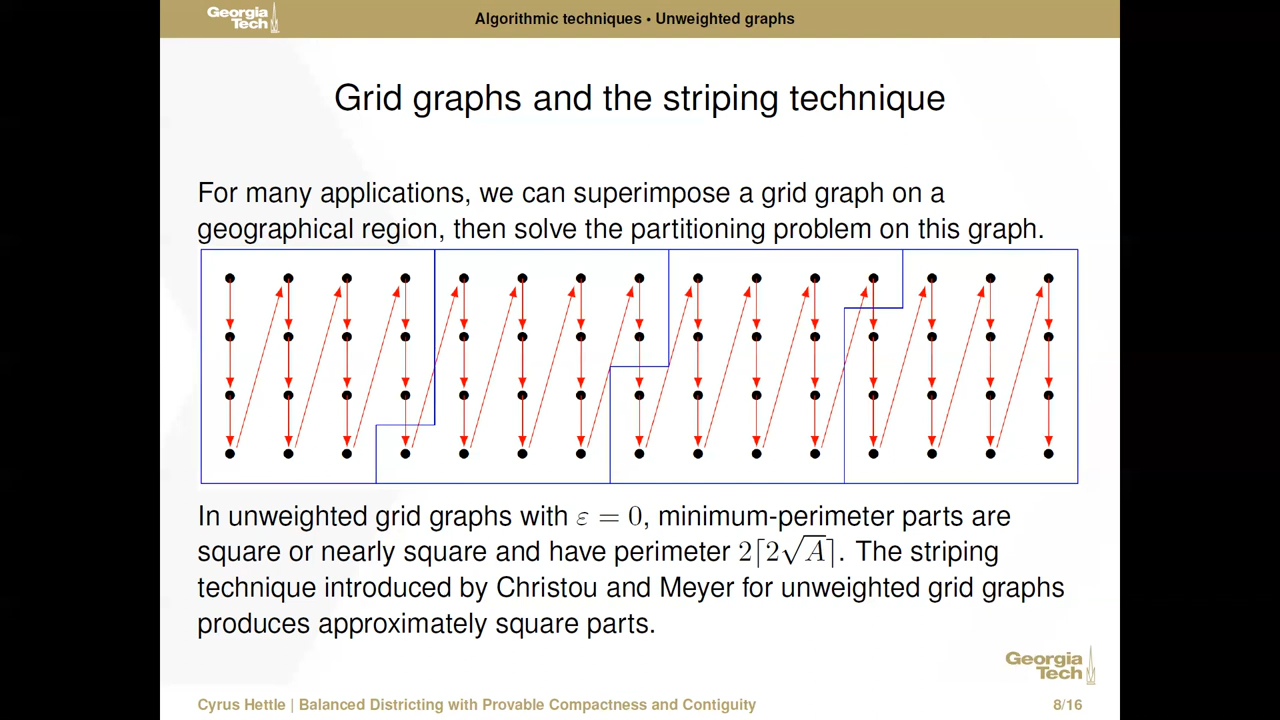 Georgia
Tech
Algorithmic techniques • Unweighted graphs
Grid graphs and the striping technique
For many applications, we can superimpose a grid graph on a
geographical region, then solve the partitioning problem on this graph.
In unweighted grid graphs with ε = 0, minimum-perimeter parts are
square or nearly square and have perimeter 2⌈2√A⌉. The striping
technique introduced by Christou and Meyer for unweighted grid graphs
produces approximately square parts.
Georgia
Tech
Cyrus Hettle | Balanced Districting with Provable Compactness and Contiguity 8/16